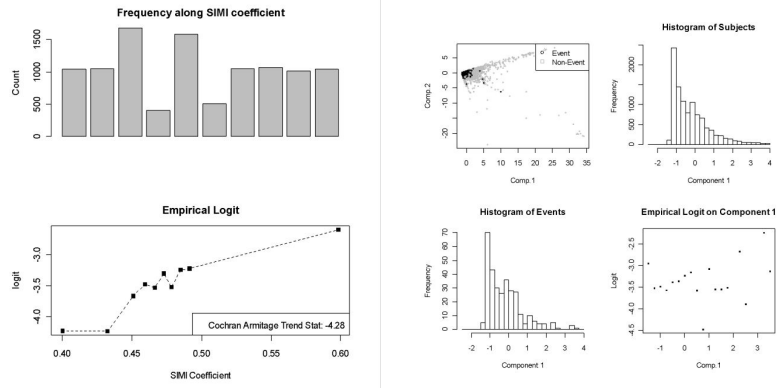 Frequency along SIMI coefficient
Count
0
500
1000
1500
Empirical Logit
logit
-4.0
-3.5
-3.0
Cochran Armitage Trend Stat: -4.28
0.40 0.45 0.50 0.55 0.60
SIMI Coefficient
Event
Non-Event
Comp.2
5
0
-5
-10
-20
0 5 10 15 20 25 30 35
Comp.1
Histogram of Subjects
Frequency
0
500
1000
2000
-2 -1 0 1 2 3 4
Component 1
Histogram of Events
Frequency
0
10
20
30
40
50
60
70
-2 -1 0 1 2 3 4
Component 1
Empirical Logit on Component 1
Logit
-4.5
-4.0
-3.5
-3.0
-2.5
-1 0 1 2 3
Comp.1